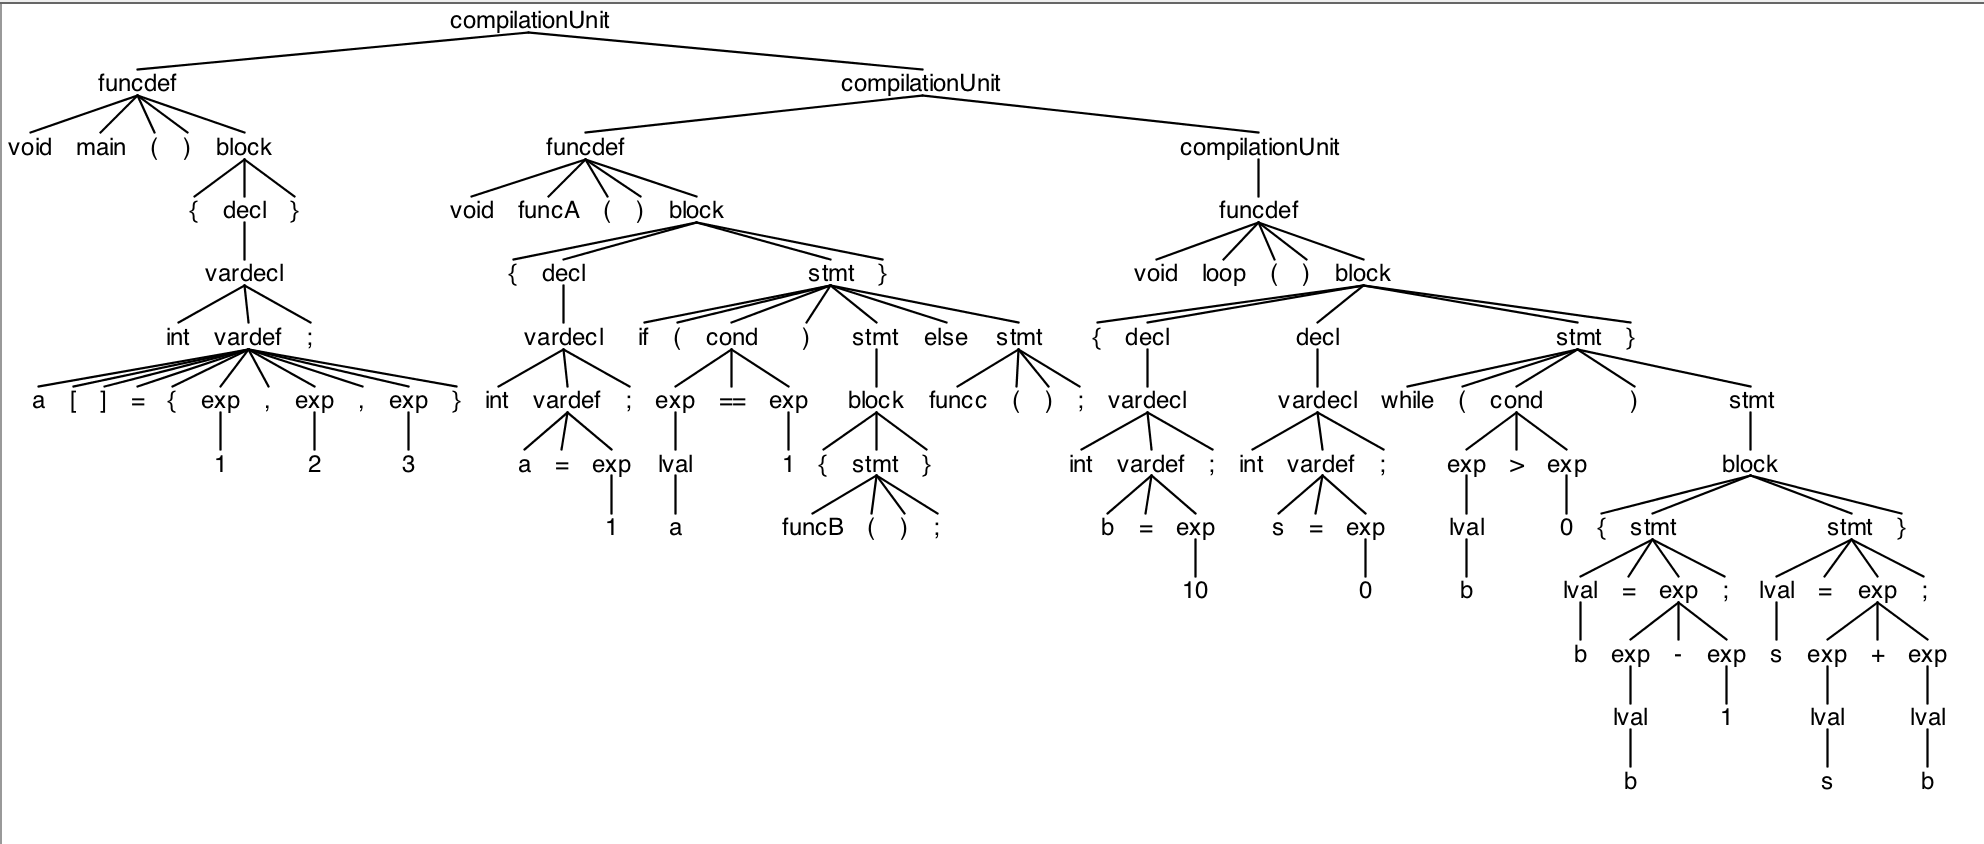 compilationUnit
funcdef compilationUnit
void main ( ) block funcdef compilationUnit
{ decl } void funcA ( ) block funcdef
vardecl { decl stmt } void loop ( ) block
int vardef ; vardecl if ( cond ) stmt else stmt { decl decl stmt }
a [ ] = { exp , exp , exp } int vardef ; exp == exp block funcc ( ) ; vardecl vardecl while ( cond ) stmt
1 2 3 a = exp lval 1 { stmt } int vardef ; int vardef ; exp > exp block
1 a funcB ( ) ; b = exp s = exp lval 0 { stmt stmt }
10 0 b lval = exp ; lval = exp ;
b exp - exp s exp + exp
lval 1 lval lval
b s b